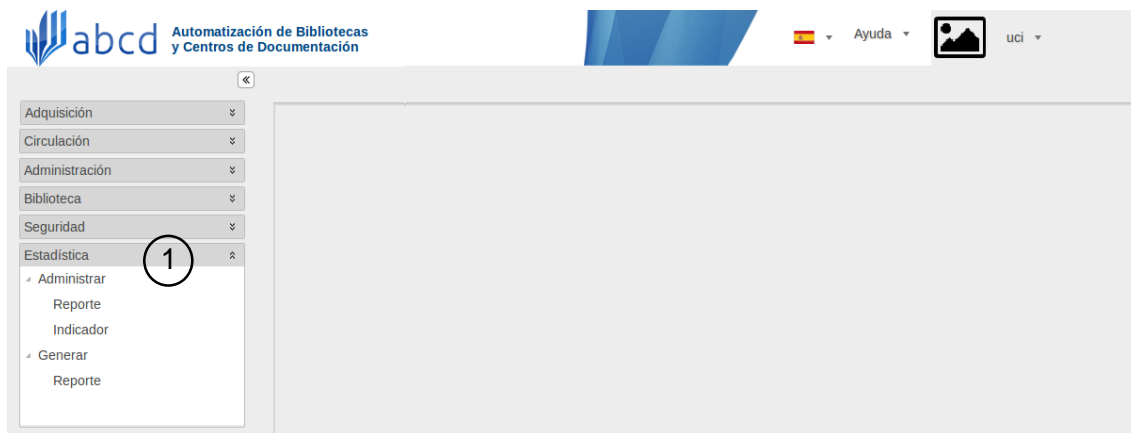 abcd
Automatización de Bibliotecas
y Centros de Documentación
Ayuda
uci
Adquisición
Circulación
Administración
Biblioteca
Seguridad
Estadística
1
Administrar
Reporte
Indicador
Generar
Reporte